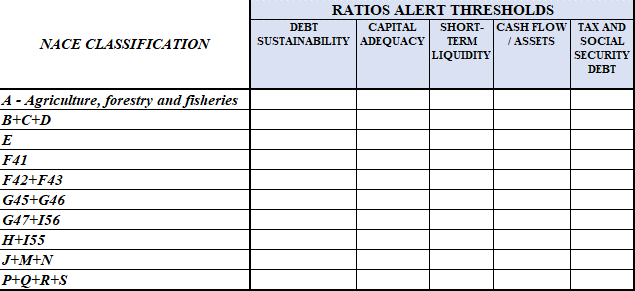 RATIOS ALERT THRESHOLDS
NACE CLASSIFICATION
DEBT
SUSTAINABILITY
CAPITAL
ADEQUACY
SHORT-
TERM
LIQUIDITY
CASH FLOW
/ ASSETS
TAX AND
SOCIAL
SECURITY
DEBT
A - Agriculture, forestry and fisheries
B+C+D
E
F41
F42+F43
G45+G46
G47+I56
H+I55
J+M+N
P+Q+R+S